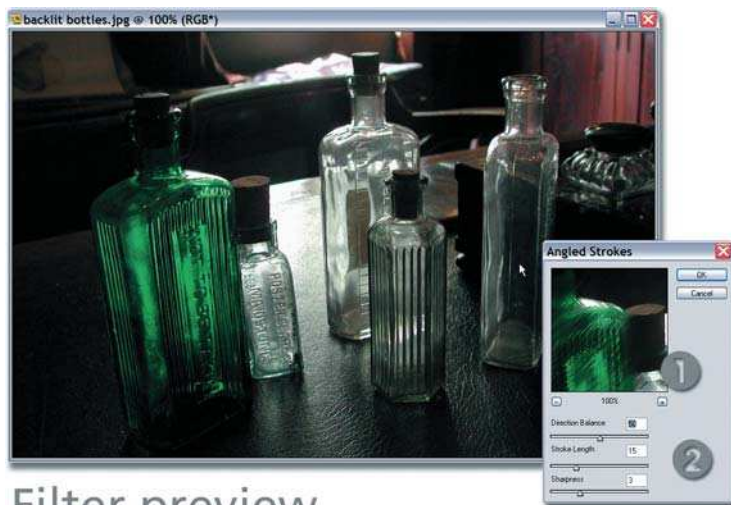 backlit bottles.jpg @ 100% (RGB*)
Angled Strokes
OK
Cancel
1
100%
Direction Balance 50
Stroke Length 15
2
Sharpness 3
Filter preview